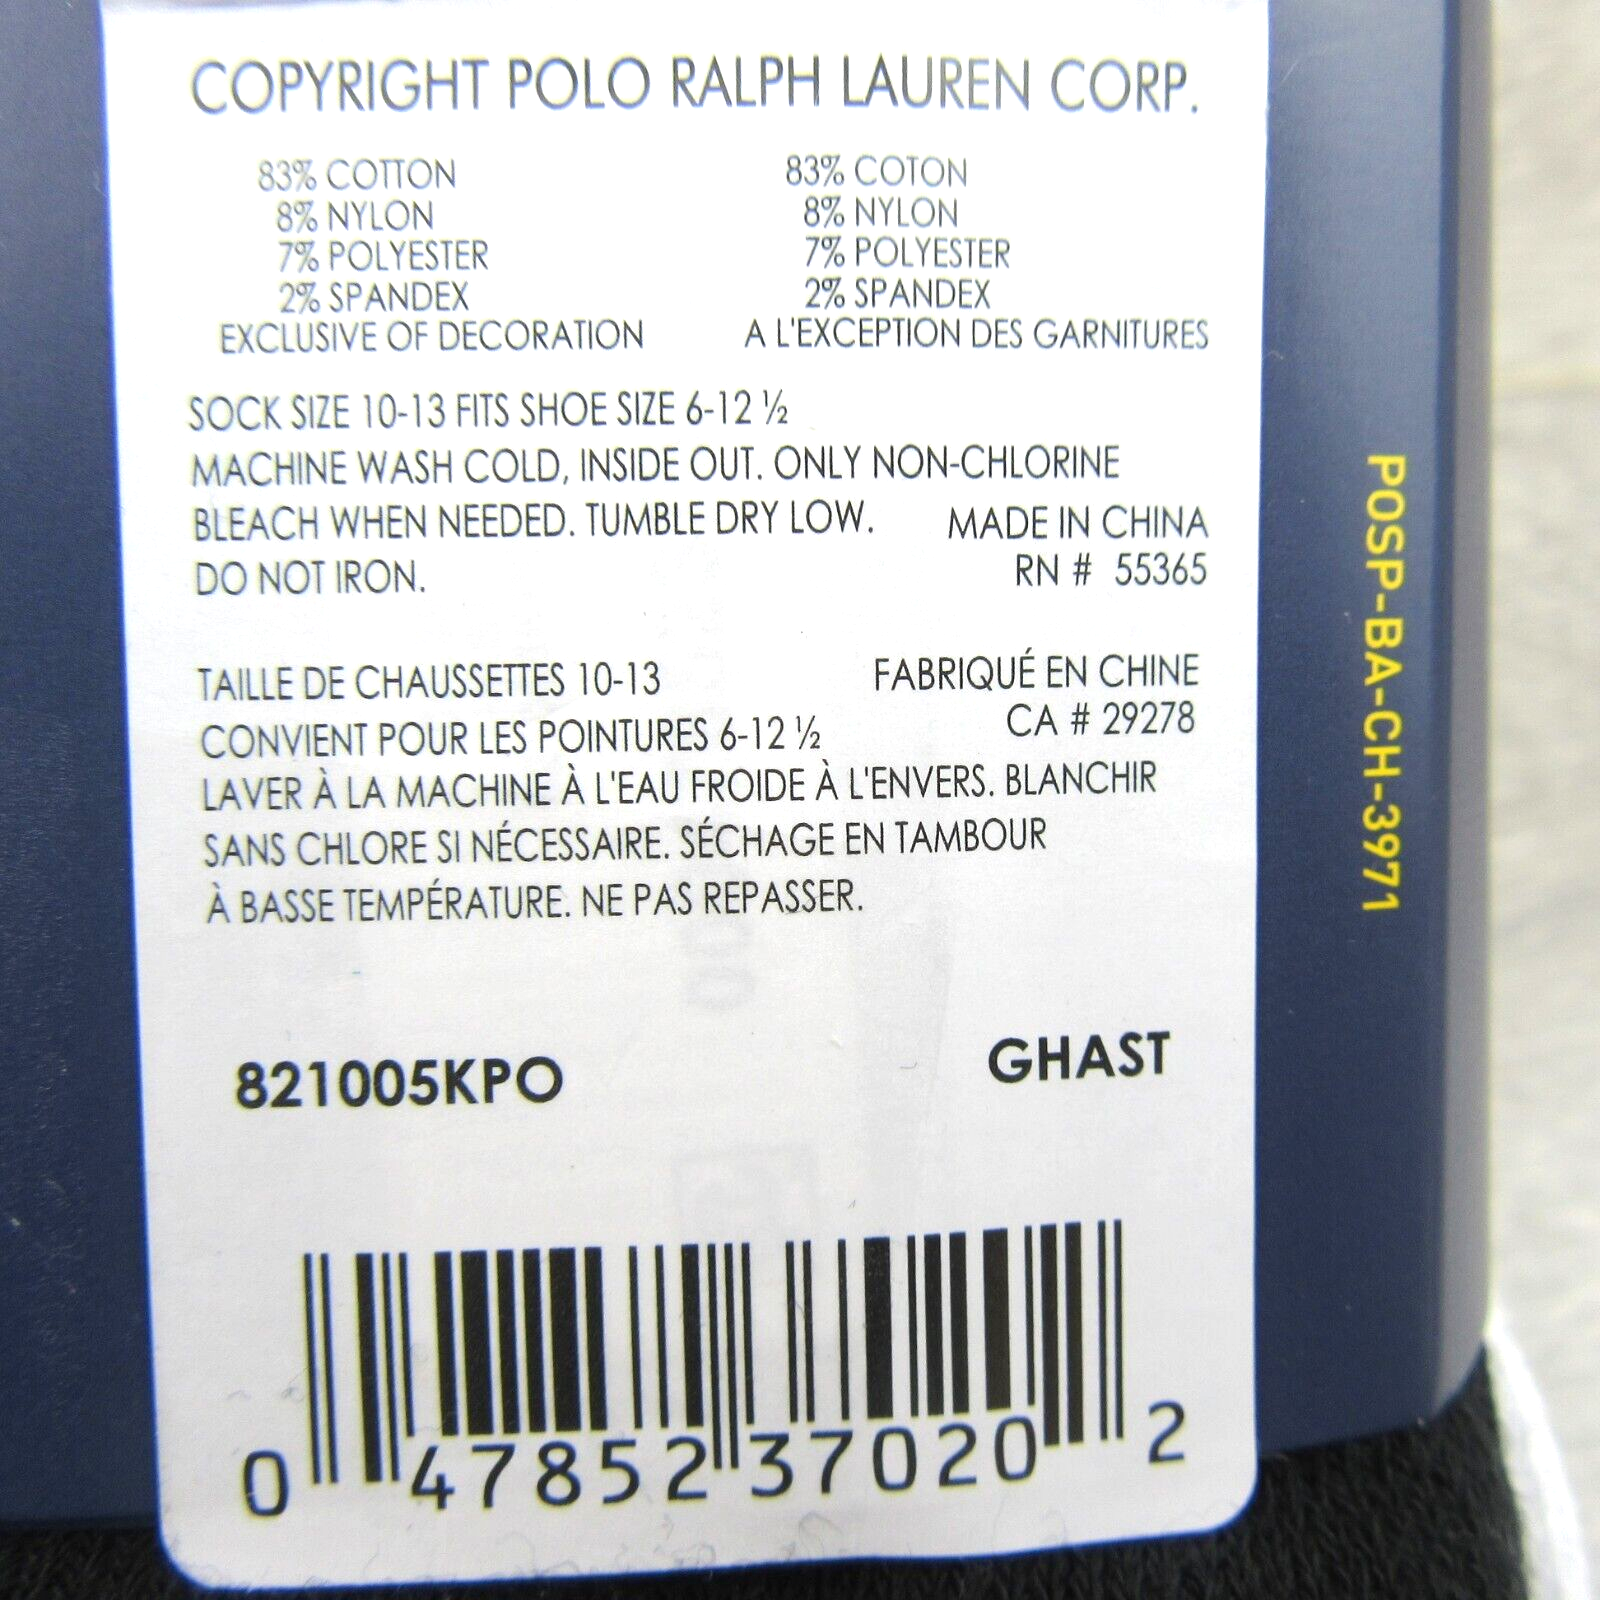 COPYRIGHT POLO RALPH LAUREN CORP.
83% COTTON
8% NYLON
7% POLYESTER
2% SPANDEX
EXCLUSIVE OF DECORATION
83% COTON
8% NYLON
7% POLYESTER
2% SPANDEX
A L'EXCEPTION DES GARNITURES
SOCK SIZE 10-13 FITS SHOE SIZE 6-12 ½
MACHINE WASH COLD, INSIDE OUT. ONLY NON-CHLORINE
BLEACH WHEN NEEDED. TUMBLE DRY LOW.
DO NOT IRON.
MADE IN CHINA
RN # 55365
TAILLE DE CHAUSSETTES 10-13
CONVIENT POUR LES POINTURES 6-12 ½
FABRIQUÉ EN CHINE
CA # 29278
LAVER À LA MACHINE À L'EAU FROIDE À L'ENVERS. BLANCHIR
SANS CHLORE SI NÉCESSAIRE. SÉCHAGE EN TAMBOUR
À BASSE TEMPÉRATURE. NE PAS REPASSER.
821005KPO
GHAST
0 47852 37020 2
POSP-BA-CH-3971